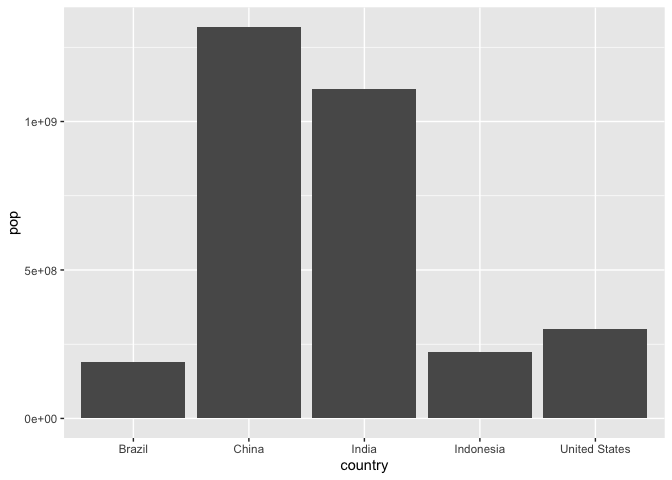 pop
1e+09
5e+08
0e+00
Brazil China India Indonesia United States
country